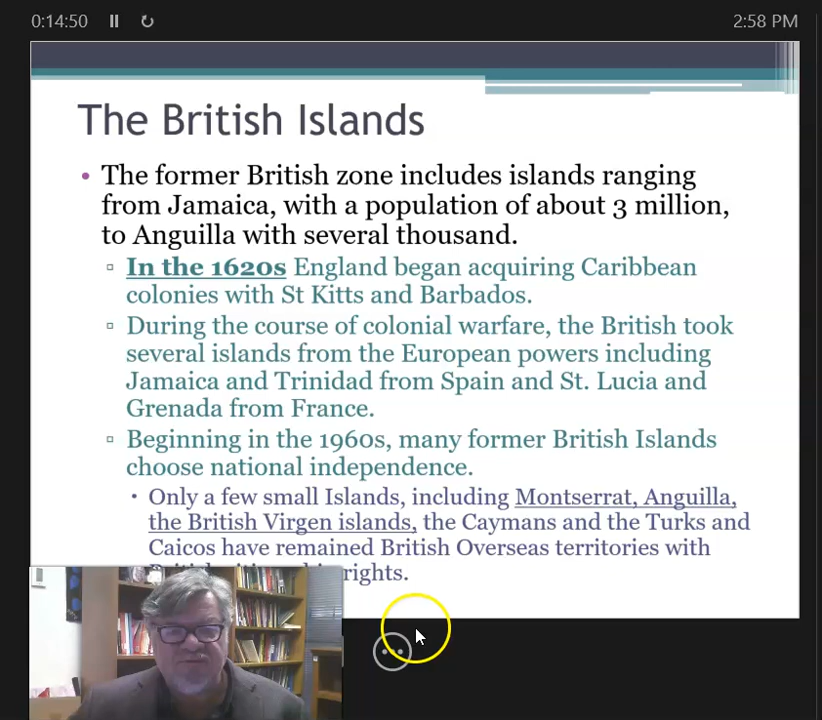 0:14:50
2:58 PM
The British Islands
• The former British zone includes islands ranging
from Jamaica, with a population of about 3 million,
to Anguilla with several thousand.
▫ In the 1620s England began acquiring Caribbean
colonies with St Kitts and Barbados.
▫ During the course of colonial warfare, the British took
several islands from the European powers including
Jamaica and Trinidad from Spain and St. Lucia and
Grenada from France.
▫ Beginning in the 1960s, many former British Islands
choose national independence.
• Only a few small Islands, including Montserrat, Anguilla,
the British Virgen islands, the Caymans and the Turks and
Caicos have remained British Overseas territories with
rights.